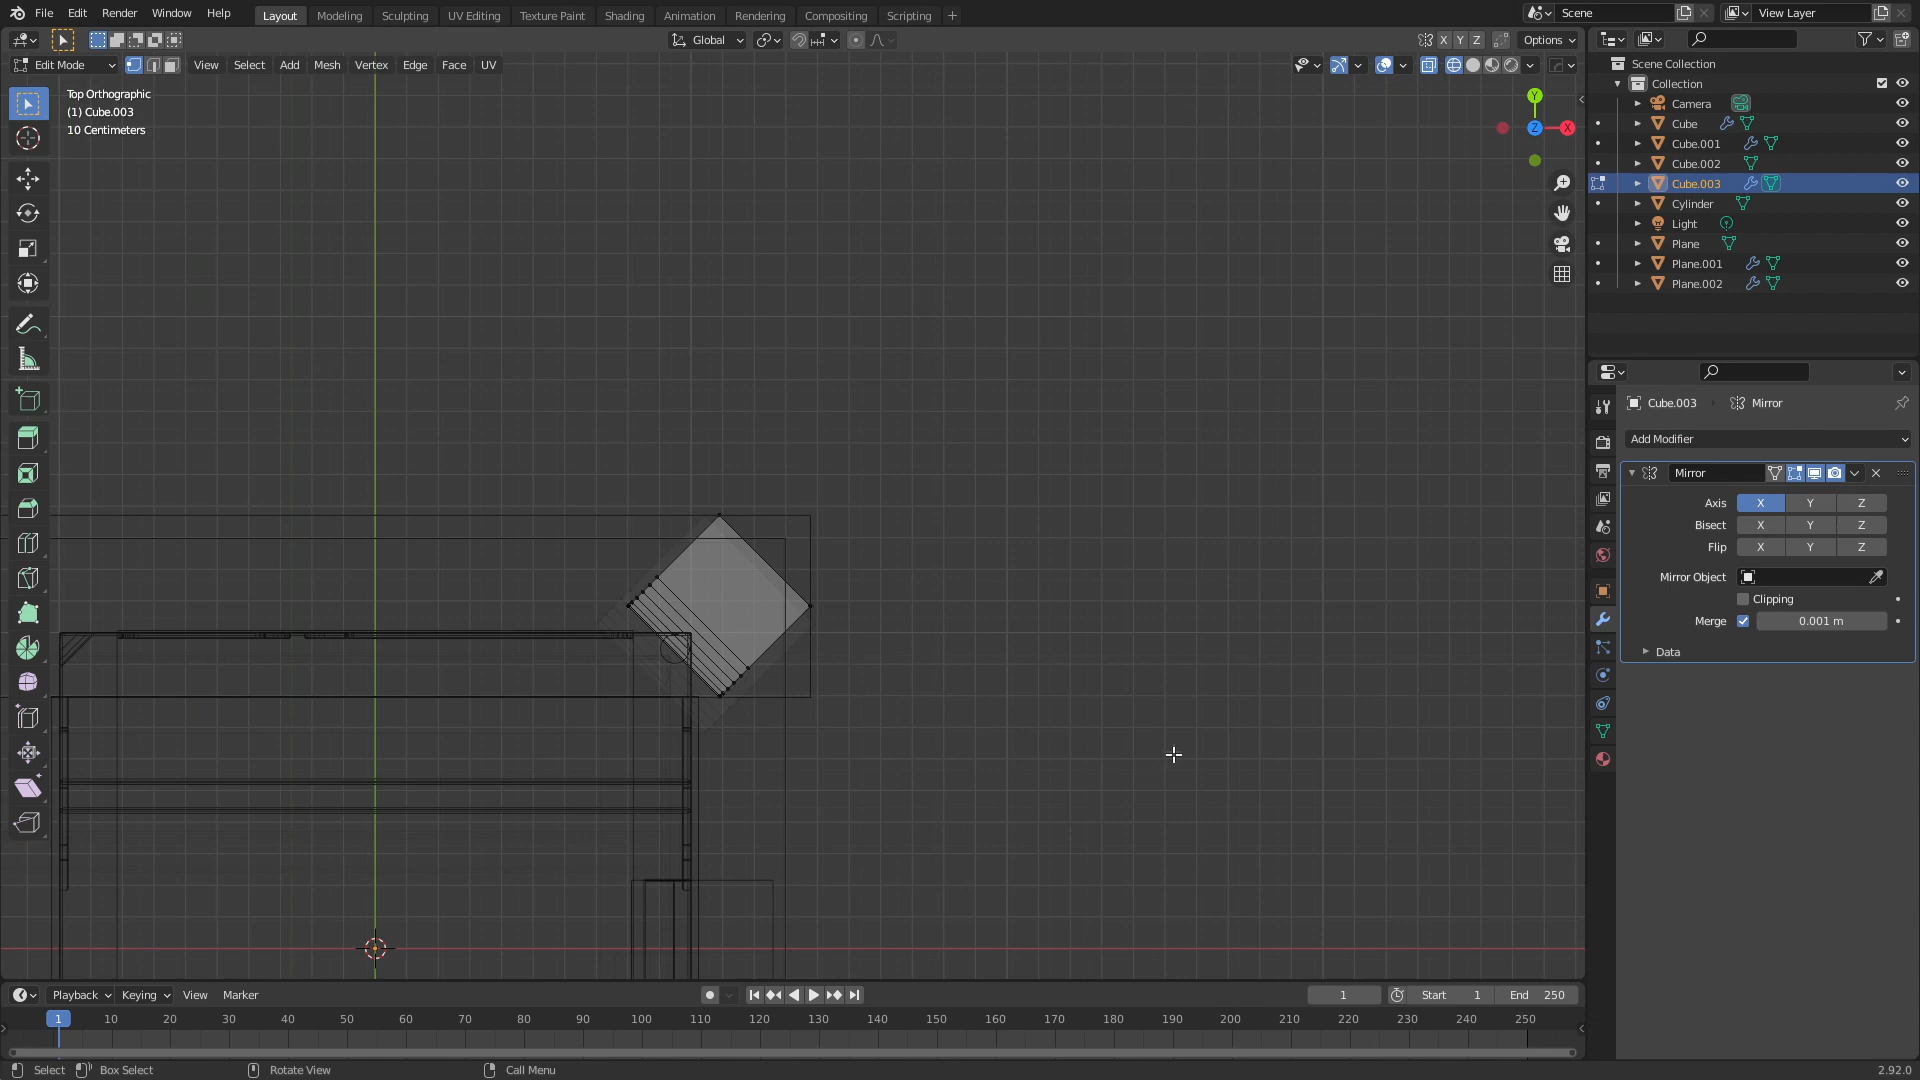 File Edit Render Window Help Layout Modeling Sculpting UV Editing Texture Paint Shading Animation Rendering Compositing Scripting + Scene View Layer
Global X Y Z Options
Edit Mode View Select Add Mesh Vertex Edge Face UV
Top Orthographic
(1) Cube.003
10 Centimeters
Y
Z X
Scene Collection
Collection
Camera
Cube
Cube.001
Cube.002
Cube.003
Cylinder
Light
Plane
Plane.001
Plane.002
Cube.003 › Mirror
Add Modifier
Mirror
Axis X Y Z
Bisect X Y Z
Flip X Y Z
Mirror Object
Clipping
Merge 0.001 m
Data
Playback Keying View Marker 1 Start 1 End 250
1 10 20 30 40 50 60 70 80 90 100 110 120 130 140 150 160 170 180 190 200 210 220 230 240 250
Select Box Select Rotate View Call Menu 2.92.0